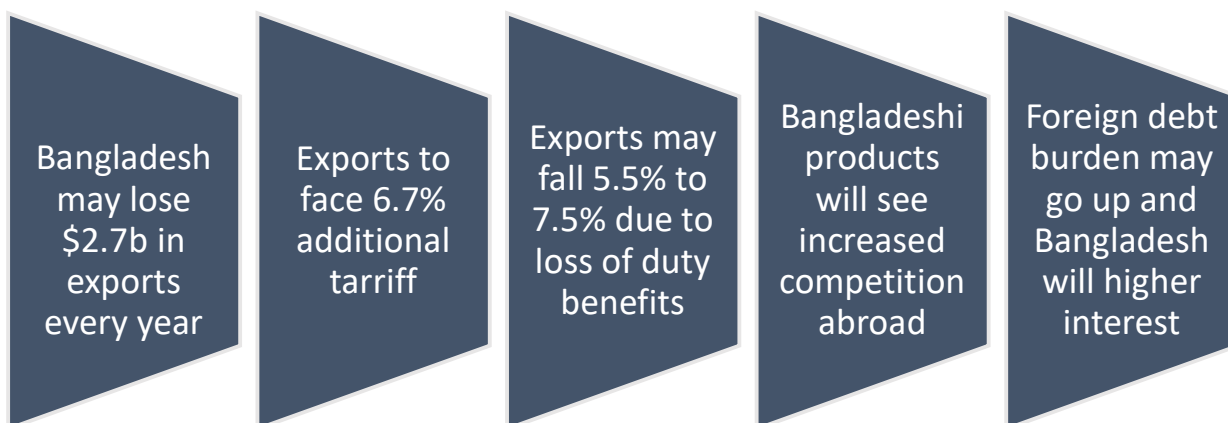 Bangladesh
may lose
$2.7b in
exports
every year
Exports to
face 6.7%
additional
tarriff
Exports may
fall 5.5% to
7.5% due to
loss of duty
benefits
Bangladeshi
products
will see
increased
competition
abroad
Foreign debt
burden may
go up and
Bangladesh
will higher
interest